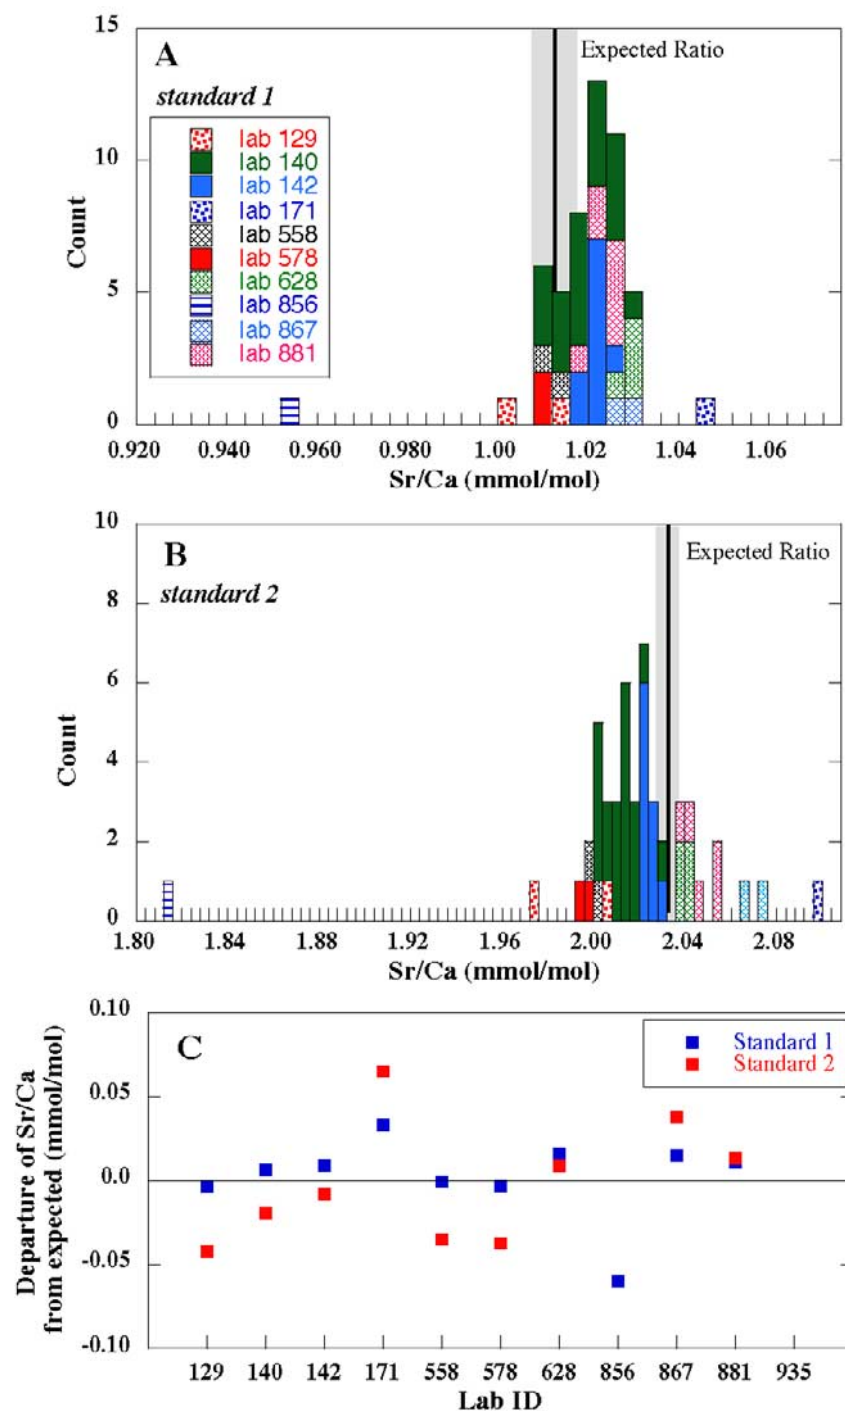 15
A
Expected Ratio
standard 1
lab 129
lab 140
lab 142
lab 171
lab 558
lab 578
lab 628
lab 856
lab 867
lab 881
10
Count
5
0
0.920 0.940 0.960 0.980 1.00 1.02 1.04 1.06
Sr/Ca (mmol/mol)
10
B
Expected Ratio
standard 2
8
6
Count
4
2
0
1.80 1.84 1.88 1.92 1.96 2.00 2.04 2.08
Sr/Ca (mmol/mol)
0.10
C
Standard 1
Standard 2
0.05
Departure of Sr/Ca
from expected (mmol/mol)
0.0
-0.05
-0.10
129 140 142 171 558 578 628 856 867 881 935
Lab ID